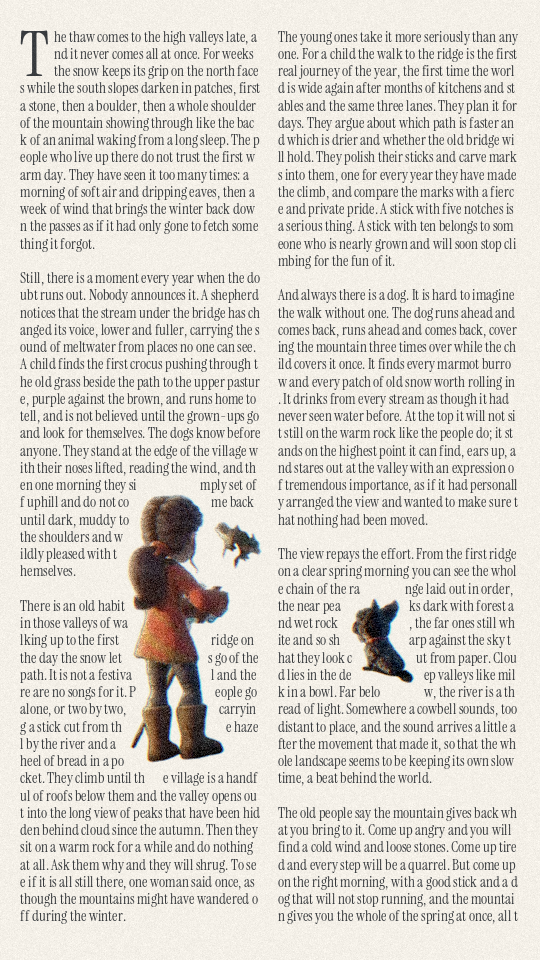 The thaw comes to the high valleys late, a
nd it never comes all at once. For weeks
the snow keeps its grip on the north face
s while the south slopes darken in patches, first
a stone, then a boulder, then a whole shoulder
of the mountain showing through like the bac
k of an animal waking from a long sleep. The p
eople who live up there do not trust the first w
arm day. They have seen it too many times: a
morning of soft air and dripping eaves, then a
week of wind that brings the winter back dow
n the passes as if it had only gone to fetch some
thing it forgot.
Still, there is a moment every year when the do
ubt runs out. Nobody announces it. A shepherd
notices that the stream under the bridge has ch
anged its voice, lower and fuller, carrying the s
ound of meltwater from places no one can see.
A child finds the first crocus pushing through t
he old grass beside the path to the upper pastur
e, purple against the brown, and runs home to
tell, and is not believed until the grown-ups go
and look for themselves. The dogs know before
anyone. They stand at the edge of the village w
ith their noses lifted, reading the wind, and th
en one morning they si mply set of
f uphill and do not co me back
until dark, muddy to
the shoulders and w
ildly pleased with t
hemselves.
There is an old habit
in those valleys of wa
lking up to the first ridge on
the day the snow let s go of the
path. It is not a festiva l and the
re are no songs for it. P eople go
alone, or two by two, carryin
g a stick cut from th e haze
l by the river and a
heel of bread in a po
cket. They climb until th e village is a handf
ul of roofs below them and the valley opens ou
t into the long view of peaks that have been hid
den behind cloud since the autumn. Then they
sit on a warm rock for a while and do nothing
at all. Ask them why and they will shrug. To se
e if it is all still there, one woman said once, as
though the mountains might have wandered o
ff during the winter.
The young ones take it more seriously than any
one. For a child the walk to the ridge is the first
real journey of the year, the first time the worl
d is wide again after months of kitchens and st
ables and the same three lanes. They plan it for
days. They argue about which path is faster an
d which is drier and whether the old bridge wi
ll hold. They polish their sticks and carve mark
s into them, one for every year they have made
the climb, and compare the marks with a fierc
e and private pride. A stick with five notches is
a serious thing. A stick with ten belongs to som
eone who is nearly grown and will soon stop cli
mbing for the fun of it.
And always there is a dog. It is hard to imagine
the walk without one. The dog runs ahead and
comes back, runs ahead and comes back, cover
ing the mountain three times over while the ch
ild covers it once. It finds every marmot burro
w and every patch of old snow worth rolling in
. It drinks from every stream as though it had
never seen water before. At the top it will not si
t still on the warm rock like the people do; it st
ands on the highest point it can find, ears up, a
nd stares out at the valley with an expression o
f tremendous importance, as if it had personall
y arranged the view and wanted to make sure t
hat nothing had been moved.
The view repays the effort. From the first ridge
on a clear spring morning you can see the whol
e chain of the ra nge laid out in order,
the near pea ks dark with forest a
nd wet rock , the far ones still wh
ite and so sh arp against the sky t
hat they look c ut from paper. Clou
d lies in the de ep valleys like mil
k in a bowl. Far belo w, the river is a th
read of light. Somewhere a cowbell sounds, too
distant to place, and the sound arrives a little a
fter the movement that made it, so that the wh
ole landscape seems to be keeping its own slow
time, a beat behind the world.
The old people say the mountain gives back wh
at you bring to it. Come up angry and you will
find a cold wind and loose stones. Come up tire
d and every step will be a quarrel. But come up
on the right morning, with a good stick and a d
og that will not stop running, and the mountai
n gives you the whole of the spring at once, all t